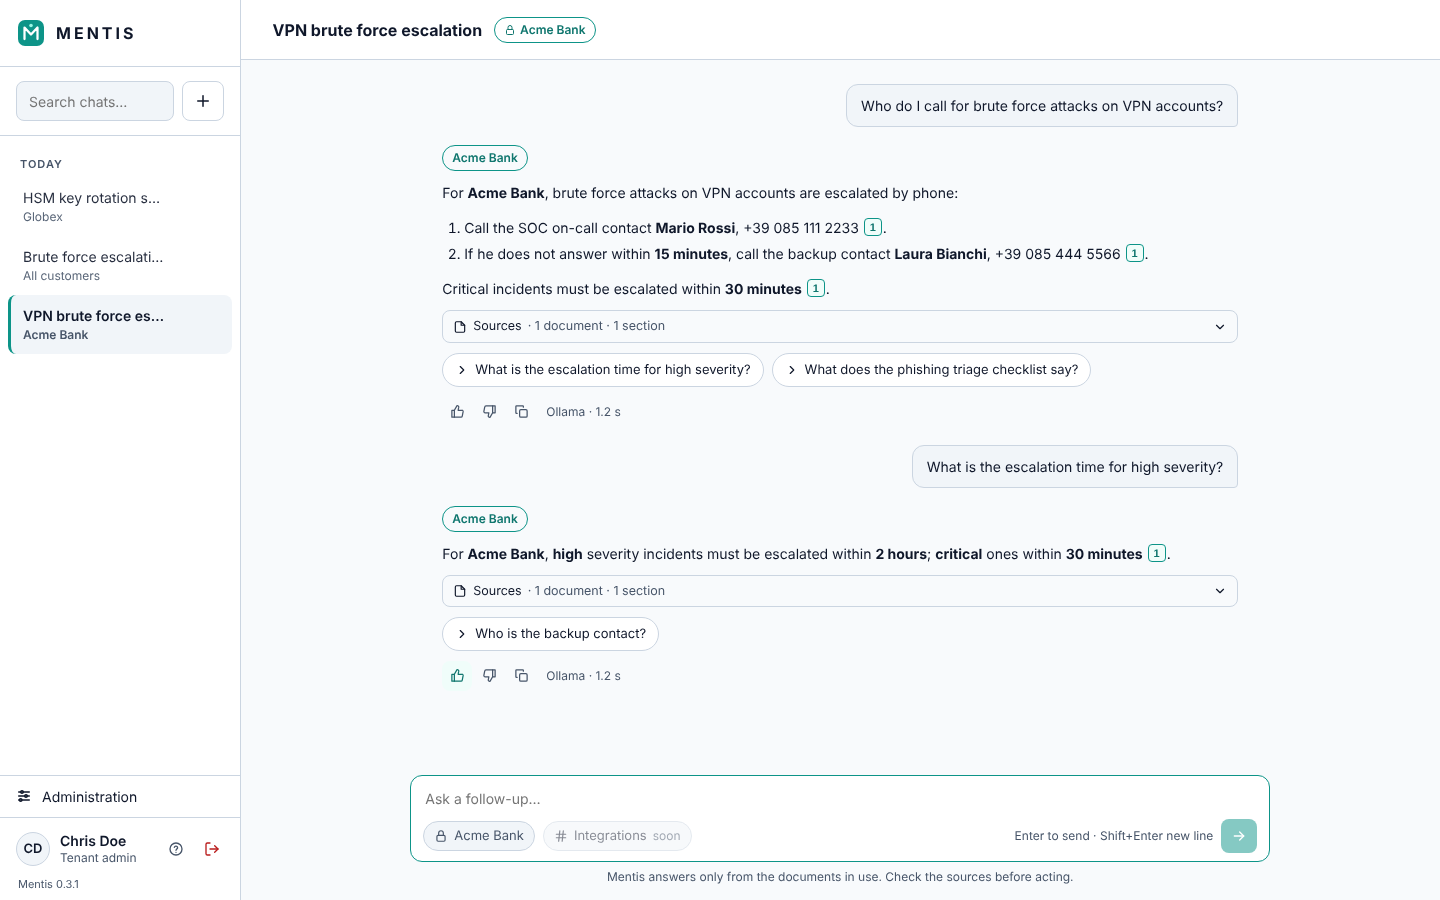 MENTIS
Search chats...
TODAY
HSM key rotation s...
Globex
Brute force escalati...
All customers
VPN brute force es...
Acme Bank
Administration
CD
Chris Doe
Tenant admin
Mentis 0.3.1
VPN brute force escalation
Acme Bank
Who do I call for brute force attacks on VPN accounts?
Acme Bank
For Acme Bank, brute force attacks on VPN accounts are escalated by phone:
1. Call the SOC on-call contact Mario Rossi, +39 085 111 2233 1.
2. If he does not answer within 15 minutes, call the backup contact Laura Bianchi, +39 085 444 5566 1.
Critical incidents must be escalated within 30 minutes 1.
Sources · 1 document · 1 section
What is the escalation time for high severity?
What does the phishing triage checklist say?
Ollama · 1.2 s
What is the escalation time for high severity?
Acme Bank
For Acme Bank, high severity incidents must be escalated within 2 hours; critical ones within 30 minutes 1.
Sources · 1 document · 1 section
Who is the backup contact?
Ollama · 1.2 s
Ask a follow-up...
Acme Bank
Integrations soon
Enter to send · Shift+Enter new line
Mentis answers only from the documents in use. Check the sources before acting.